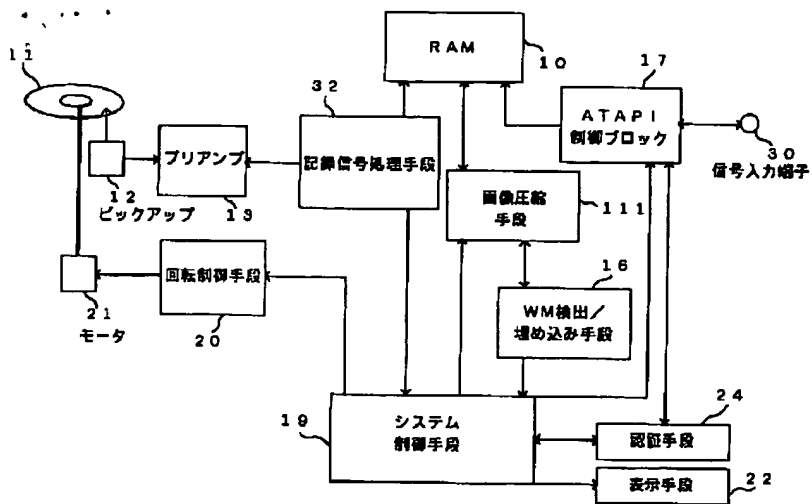 11
RAM
10
17
ATAPI
制御ブロック
30
信号入力端子
32
記録信号処理手段
プリアンプ
13
12
ピックアップ
画像圧縮
手段
111
回転制御手段
20
21
モータ
16
WM検出/
埋め込み手段
19
システム
制御手段
24
認証手段
表示手段
22